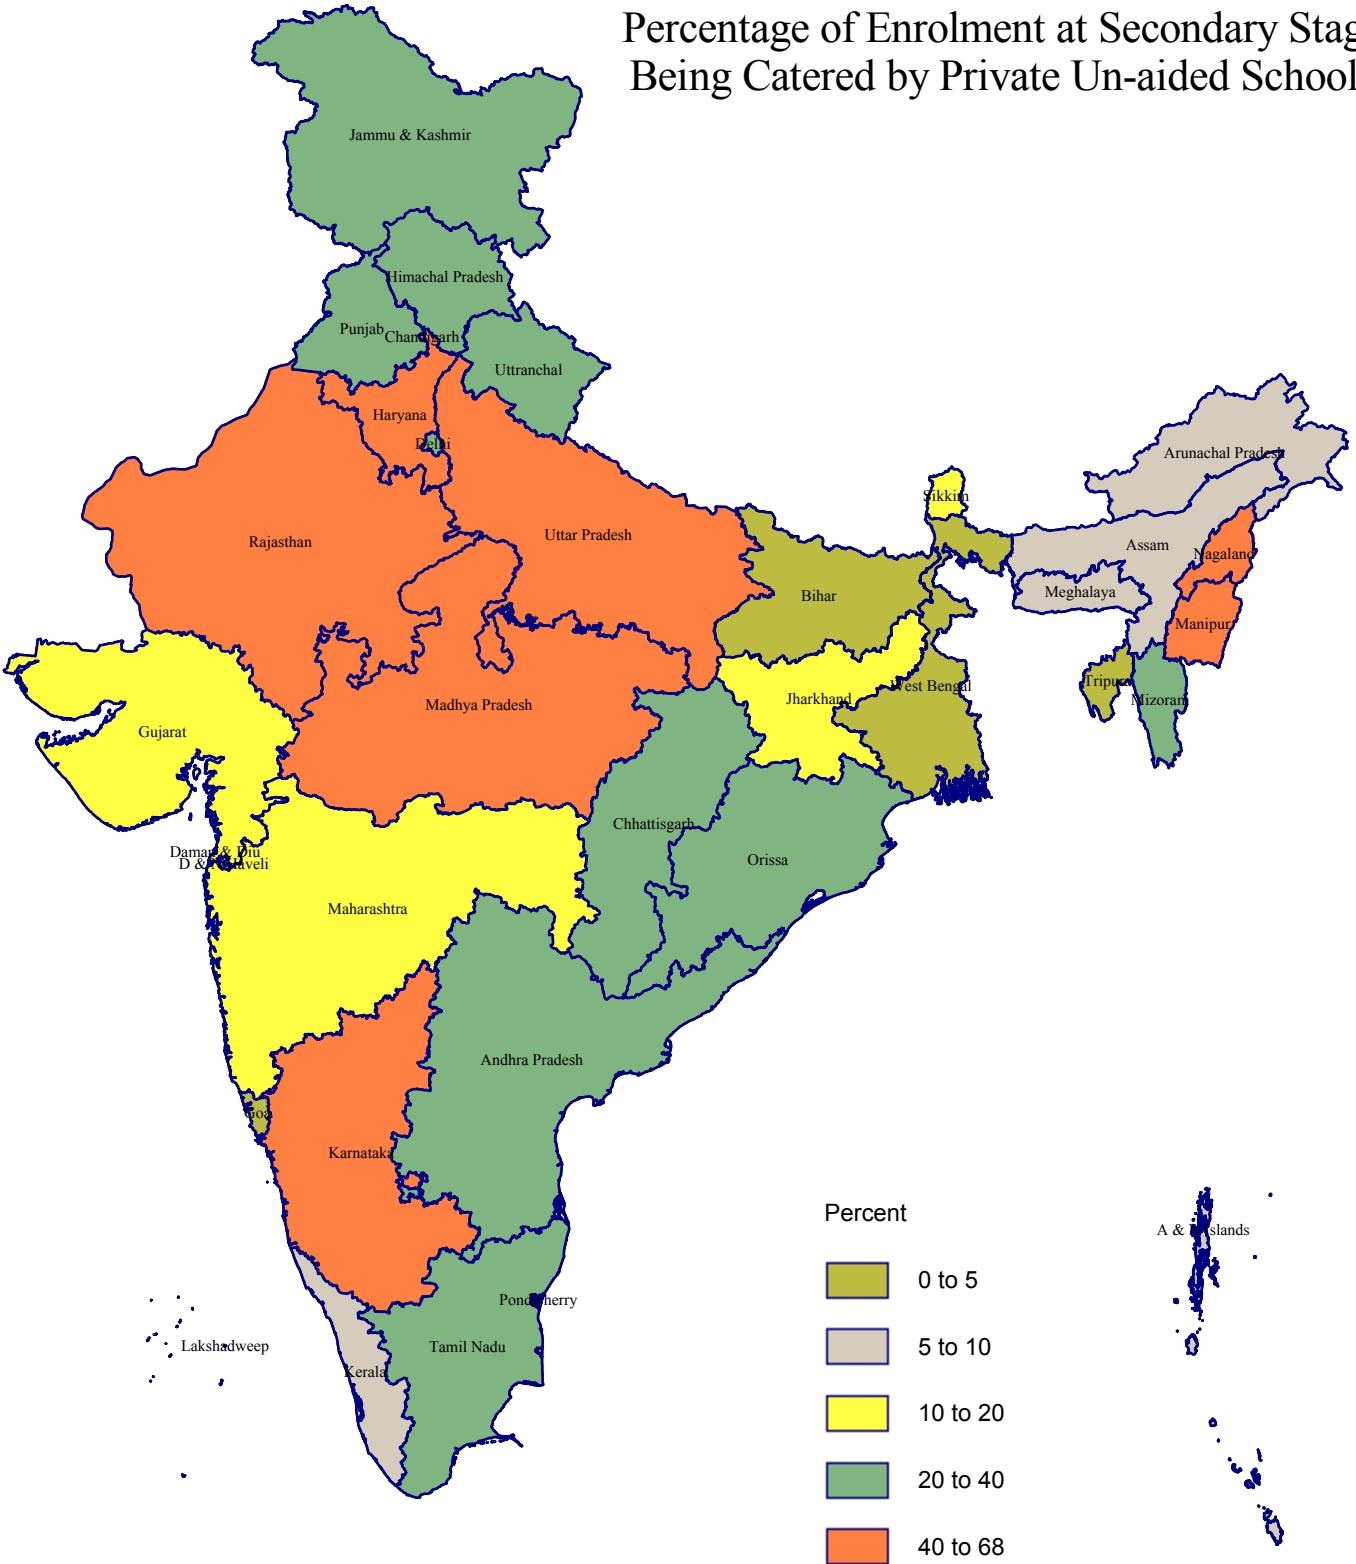 Percentage of Enrolment at Secondary Stag
Being Catered by Private Un-aided School
Jammu & Kashmir
Himachal Pradesh
Punjab
Chandigarh
Uttranchal
Haryana
Delhi
Arunachal Pradesh
Sikkim
Rajasthan
Uttar Pradesh
Assam
Nagaland
Bihar
Meghalaya
Manipur
Tripura
West Bengal
Jharkhand
Mizoram
Madhya Pradesh
Gujarat
Chhattisgarh
Daman & Diu
D & N Haveli
Orissa
Maharashtra
Andhra Pradesh
Goa
Karnataka
Percent
A & N Islands
0 to 5
Pondicherry
Lakshadweep
Tamil Nadu
5 to 10
Kerala
10 to 20
20 to 40
40 to 68